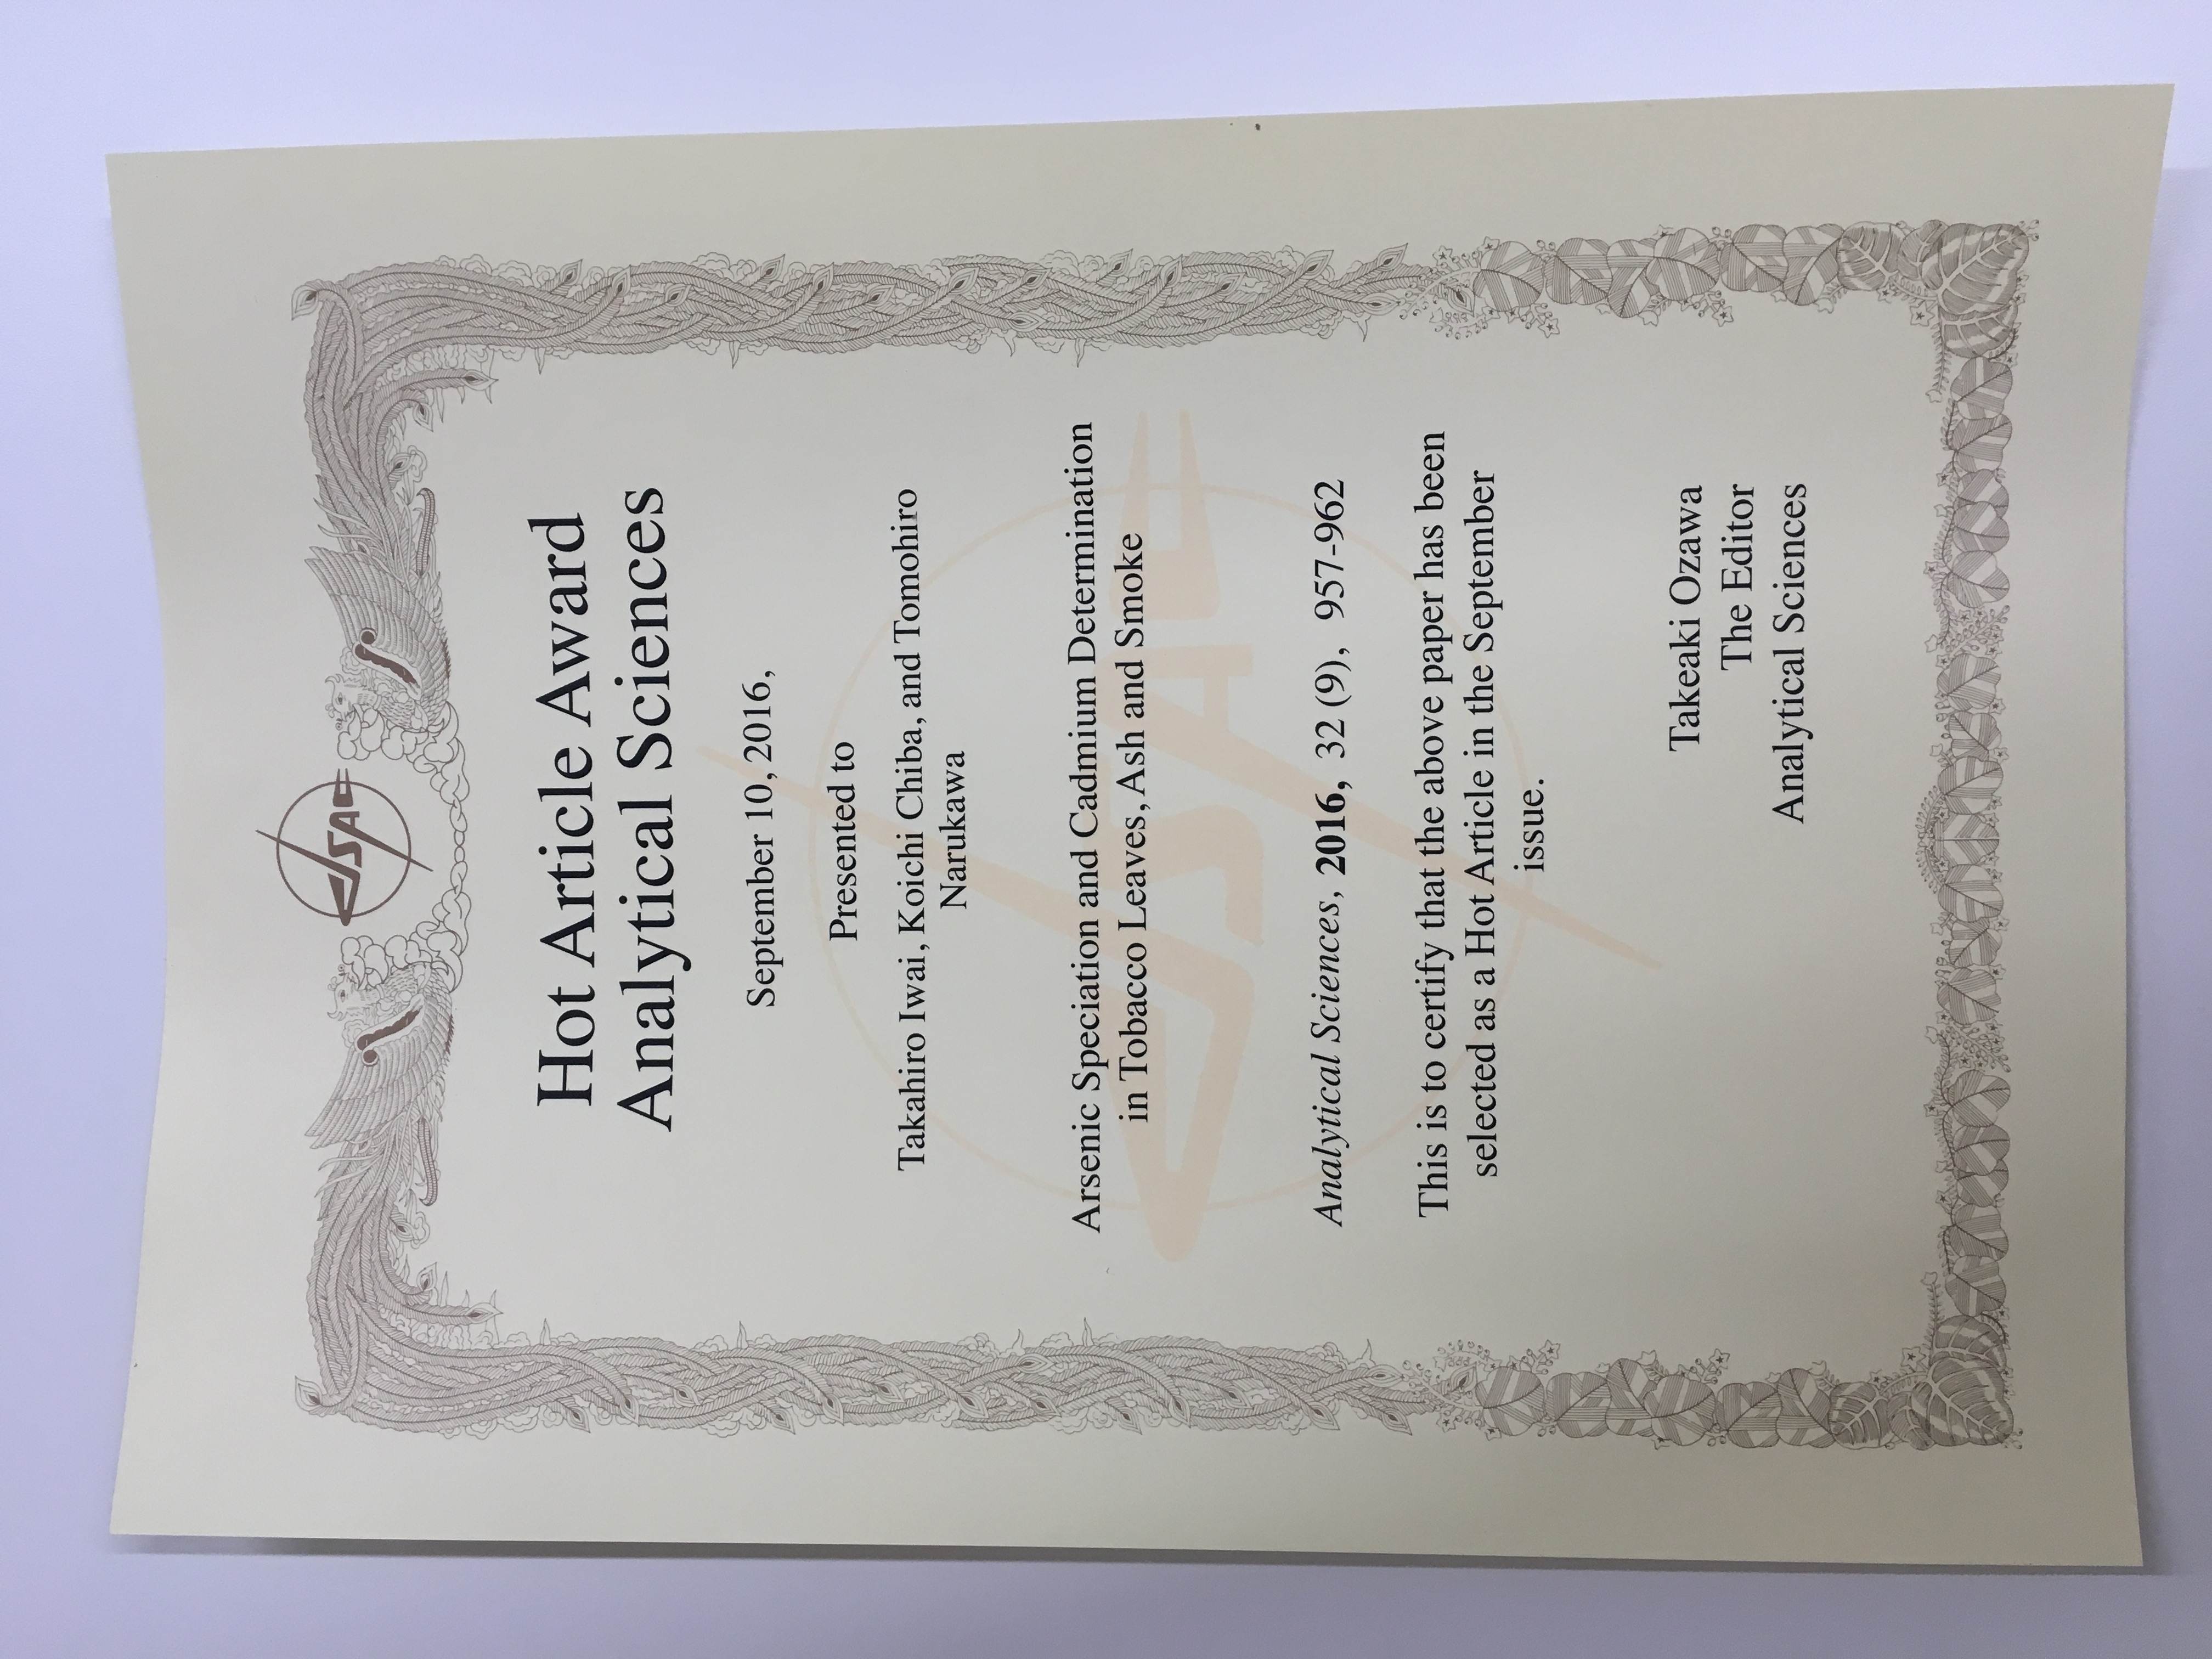 JSAC
Hot Article Award
Analytical Sciences
September 10, 2016,
Presented to
Takahiro Iwai, Koichi Chiba, and Tomohiro
Narukawa
Arsenic Speciation and Cadmium Determination
in Tobacco Leaves, Ash and Smoke
Analytical Sciences, 2016, 32 (9), 957-962
This is to certify that the above paper has been
selected as a Hot Article in the September
issue.
Takeaki Ozawa
The Editor
Analytical Sciences